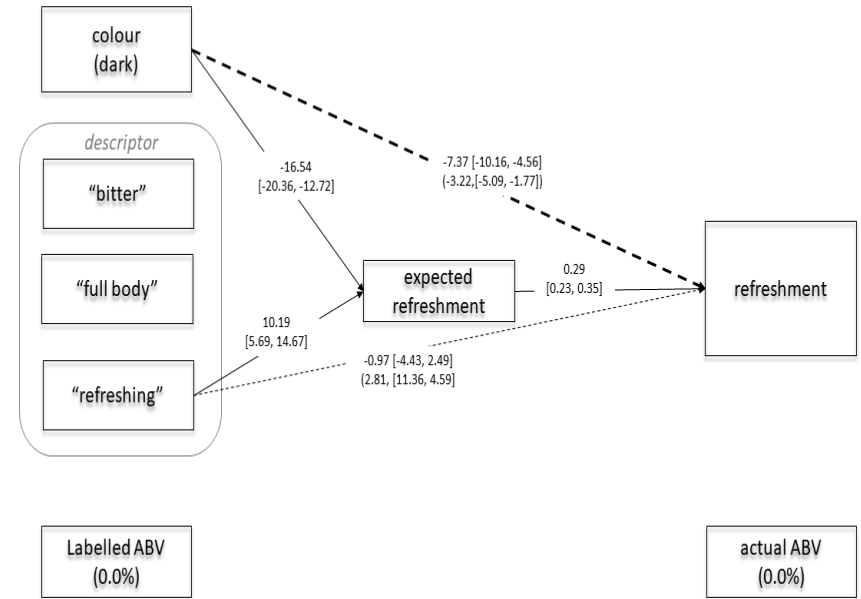 colour
(dark)
descriptor
“bitter”
“full body”
“refreshing”
-16.54
[-20.36, -12.72]
-7.37 [-10.16, -4.56]
(-3.22,[-5.09, -1.77])
expected
refreshment
0.29
[0.23, 0.35]
refreshment
10.19
[5.69, 14.67]
-0.97 [-4.43, 2.49]
(2.81, [11.36, 4.59]
Labelled ABV
(0.0%)
actual ABV
(0.0%)